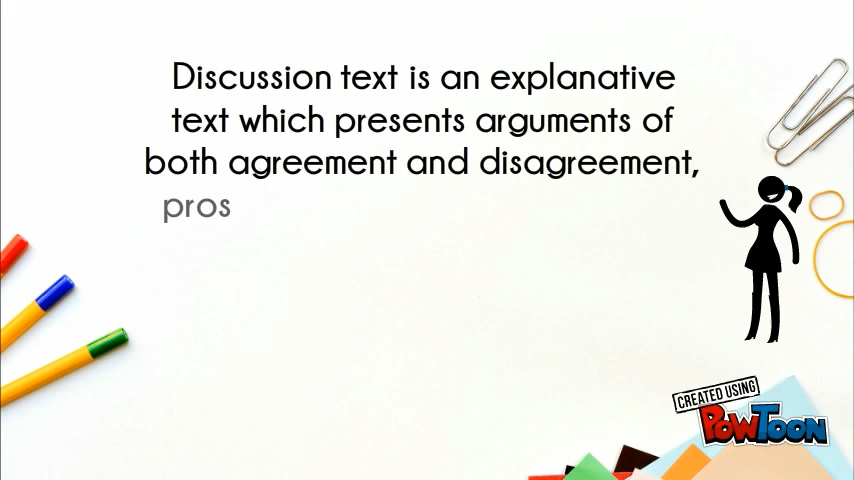 Discussion text is an explanative
text which presents arguments of
both agreement and disagreement,
pros
CREATED USING
POWTOON